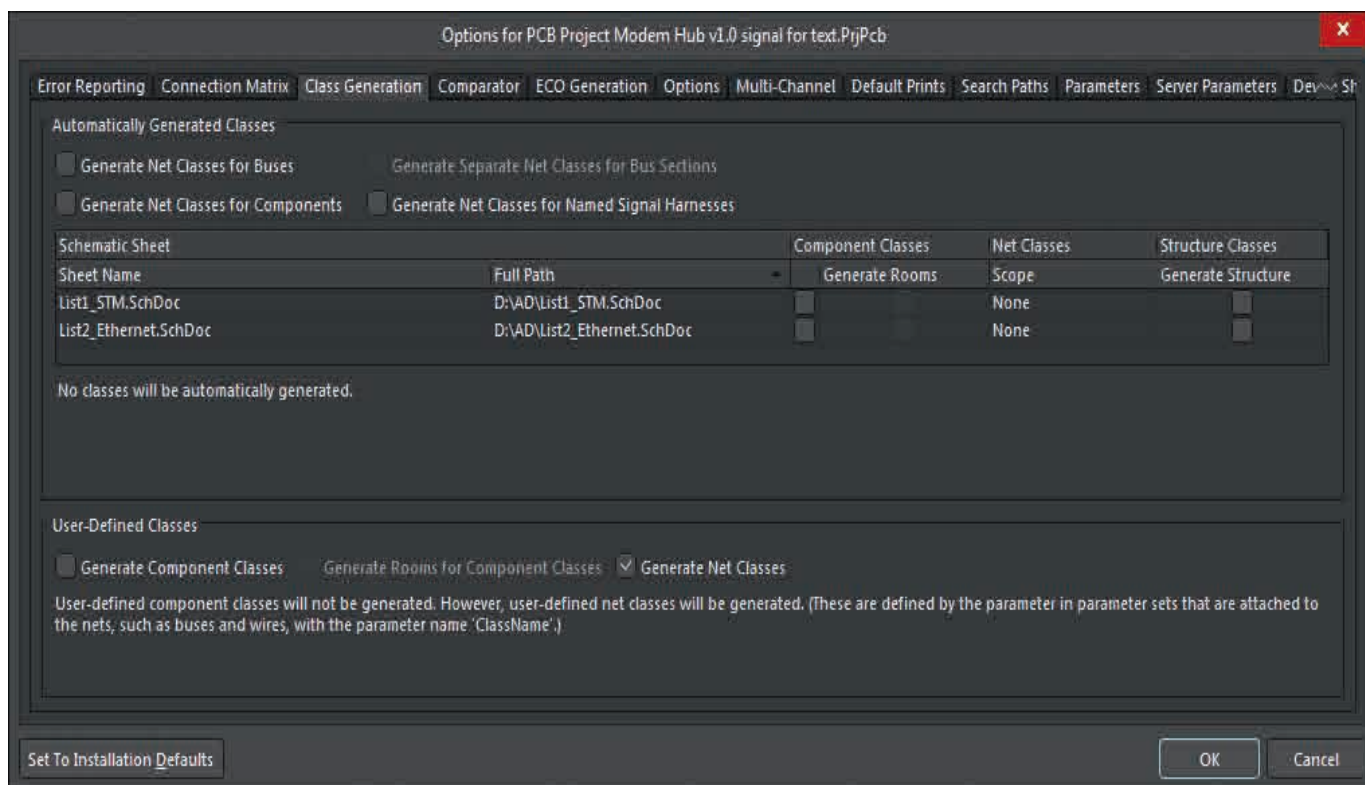 Options for PCB Project Modem Hub v1.0 signal for text.PrjPcb
x
Error Reporting Connection Matrix Class Generation Comparator ECO Generation Options Multi-Channel Default Prints Search Paths Parameters Server Parameters Dev Sh
Automatically Generated Classes
Generate Net Classes for Buses Generate Separate Net Classes for Bus Sections
Generate Net Classes for Components Generate Net Classes for Named Signal Harnesses
Schematic Sheet Component Classes Net Classes Structure Classes
Sheet Name Full Path Generate Rooms Scope Generate Structure
List1_STM.SchDoc D:\AD\List1_STM.SchDoc None
List2_Ethernet.SchDoc D:\AD\List2_Ethernet.SchDoc None
No classes will be automatically generated.
User-Defined Classes
Generate Component Classes Generate Rooms for Component Classes Generate Net Classes
User-defined component classes will not be generated. However, user-defined net classes will be generated. (These are defined by the parameter in parameter sets that are attached to
the nets, such as buses and wires, with the parameter name 'ClassName'.)
Set To Installation Defaults OK Cancel